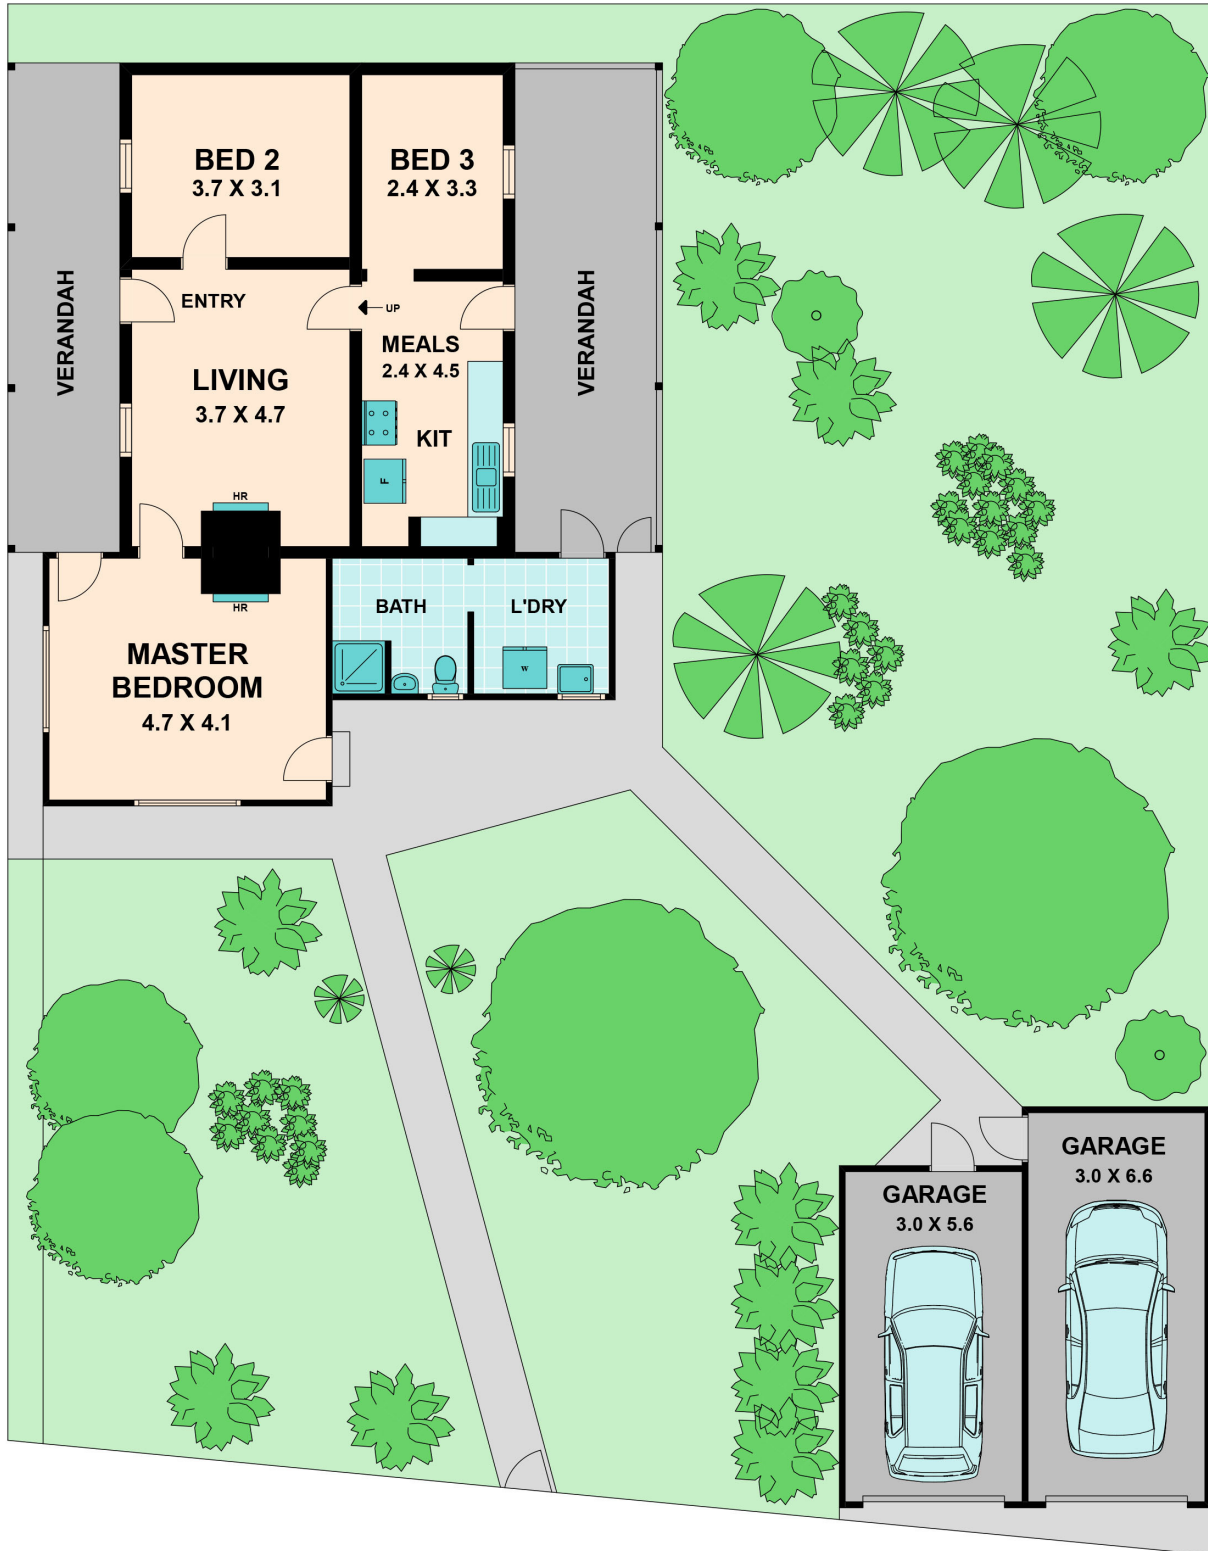 BED 2
3.7 X 3.1
BED 3
2.4 X 3.3
VERANDAH
ENTRY
UP
MEALS
2.4 X 4.5
VERANDAH
LIVING
3.7 X 4.7
KIT
F
HR
HR
BATH
L'DRY
W
MASTER
BEDROOM
4.7 X 4.1
GARAGE
3.0 X 6.6
GARAGE
3.0 X 5.6